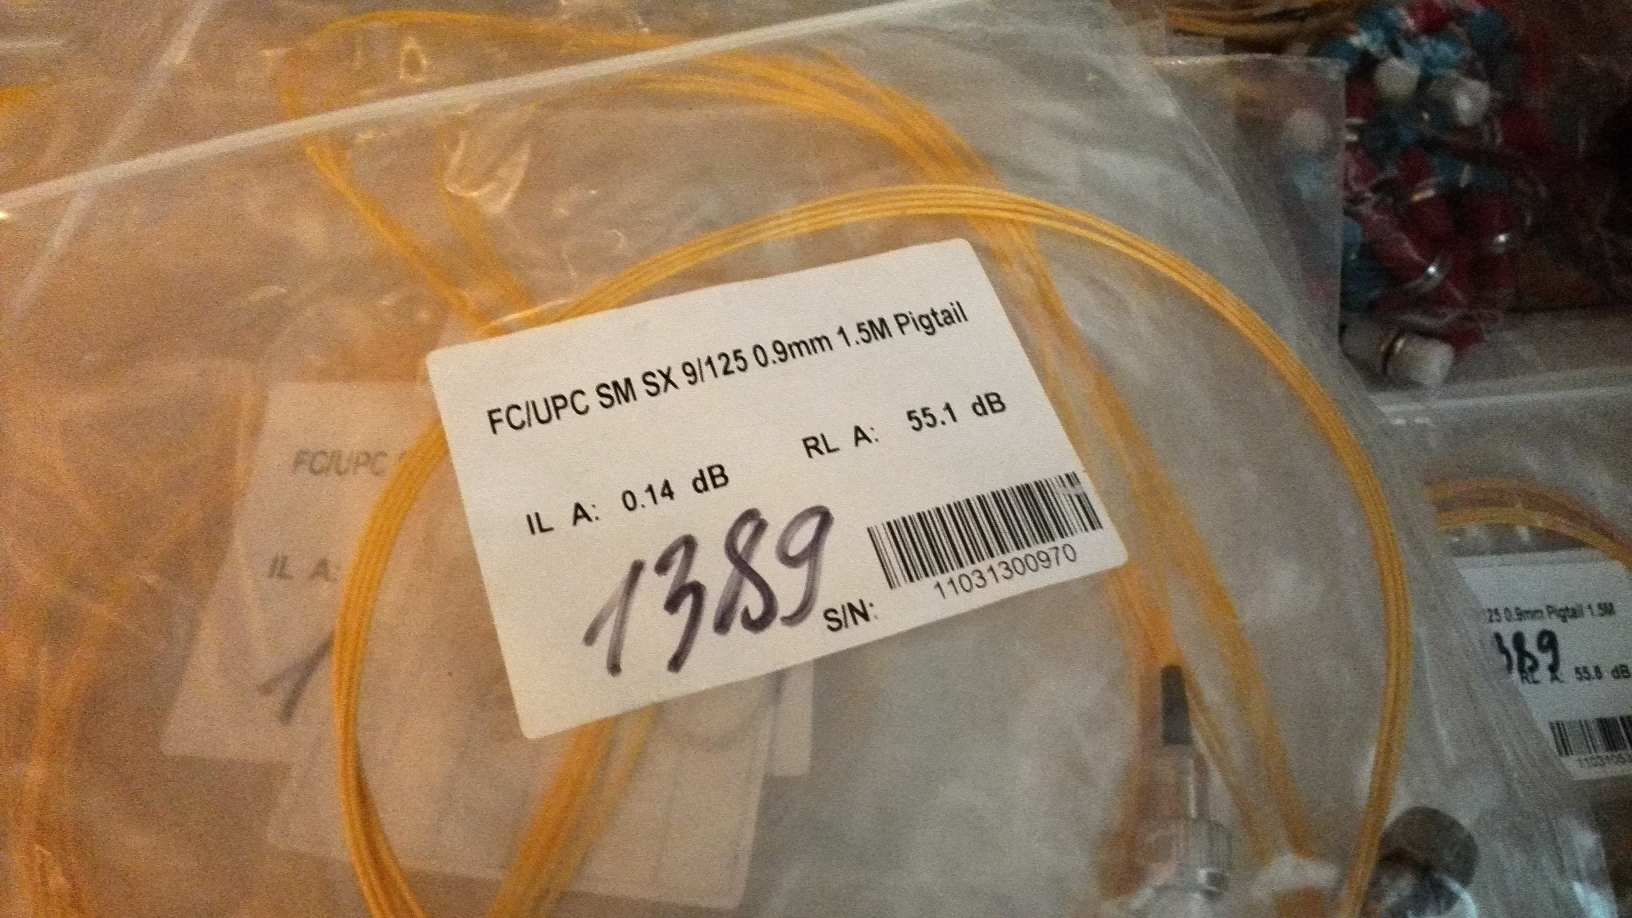 FC/UPC SM SX 9/125 0.9mm 1.5M Pigtail
IL A: 0.14 dB RL A: 55.1 dB
1389
S/N: 11031300970
FC/UPC
IL A:
1
125 0.9mm Pigtail 1.5M
389
RL A: 55.8 dB